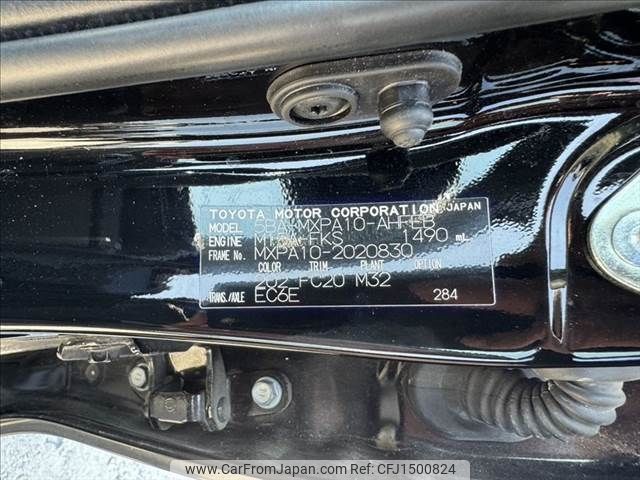 TOYOTA MOTOR CORPORATION JAPAN
MODEL 5BA-MXPA10-AHFEB
ENGINE M15A-FKS 1490 mL
FRAME No. MXPA10-2020830
COLOR TRIM PLANT OPTION
202 FC20 M32
TRANS./AXLE EC6E 284
www.CarFromJapan.com - CFJ1500824